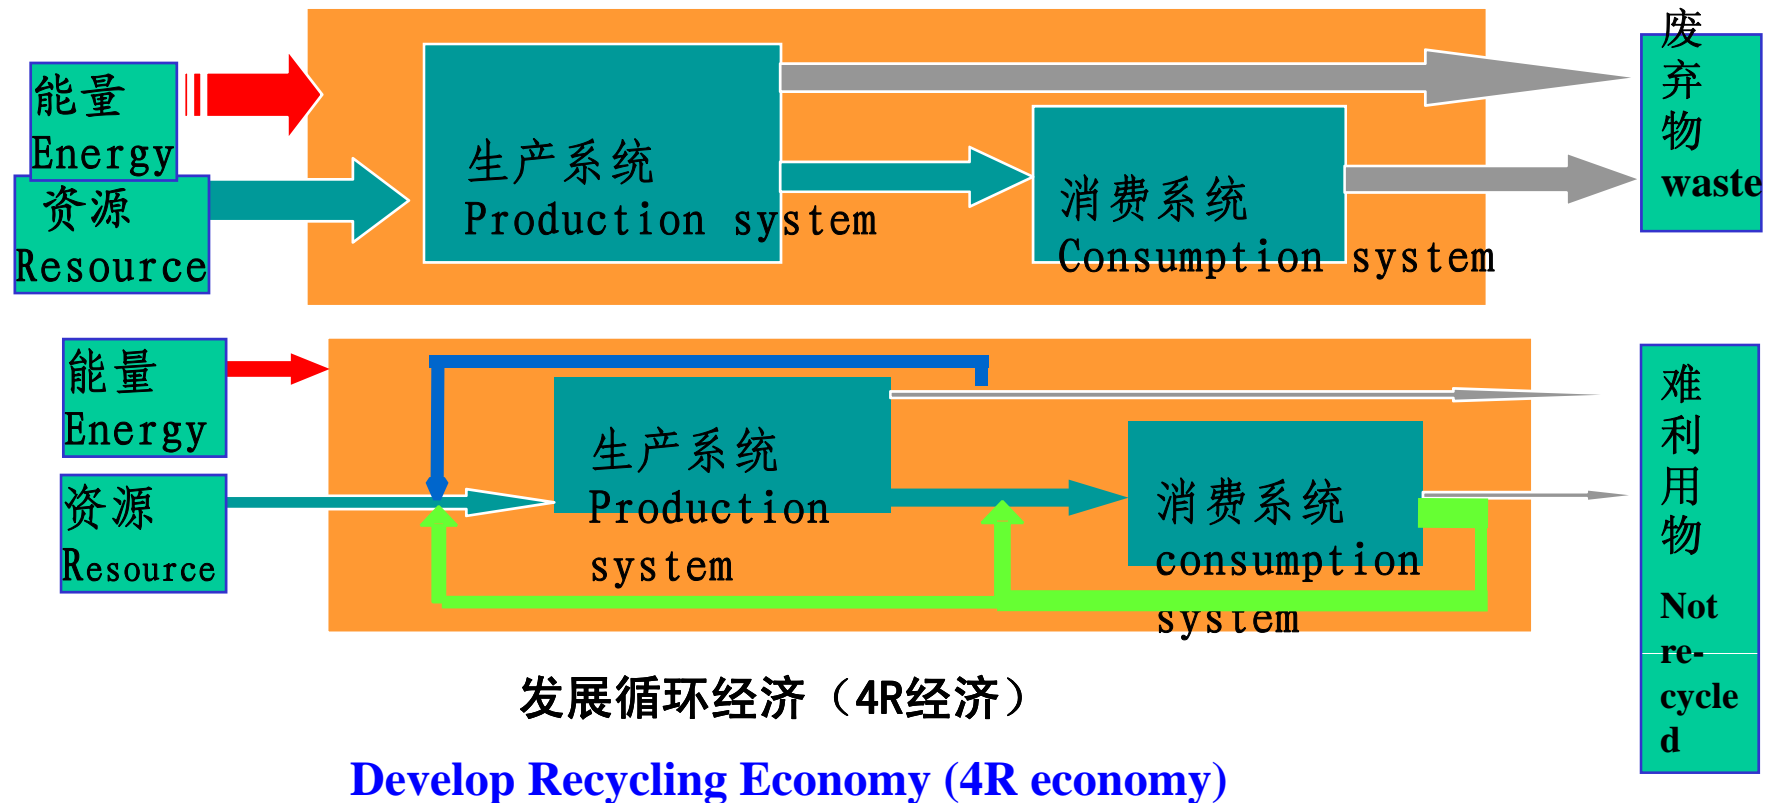 能量
Energy
资源
Resource
生产系统
Production system
消费系统
Consumption system
废
弃
物
waste
能量
Energy
资源
Resource
生产系统
Production
system
消费系统
consumption
system
难
利
用
物
Not
re-
cycle
d
发展循环经济（4R经济）
Develop Recycling Economy (4R economy)